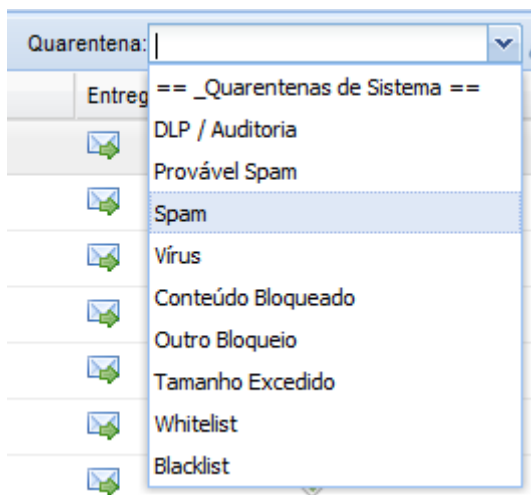 Quarentena:
Entreg
== _Quarentenas de Sistema ==
DLP / Auditoria
Provável Spam
Spam
Vírus
Conteúdo Bloqueado
Outro Bloqueio
Tamanho Excedido
Whitelist
Blacklist